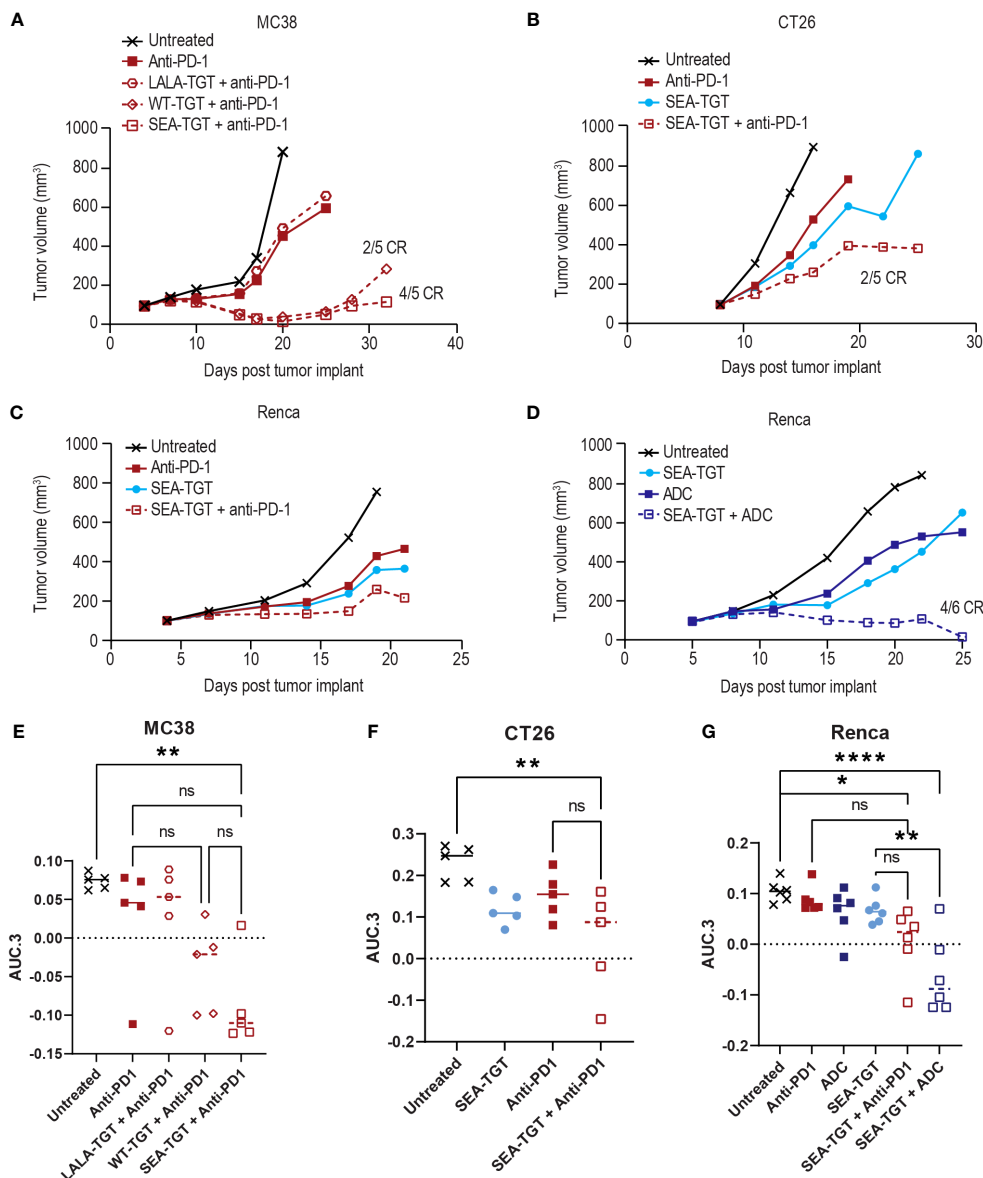 A
MC38
Untreated
Anti-PD-1
LALA-TGT + anti-PD-1
WT-TGT + anti-PD-1
SEA-TGT + anti-PD-1
1000
800
600
400
200
0
Tumor volume (mm³)
2/5 CR
4/5 CR
0 10 20 30 40
Days post tumor implant
B
CT26
Untreated
Anti-PD-1
SEA-TGT
SEA-TGT + anti-PD-1
1000
800
600
400
200
0
Tumor volume (mm³)
2/5 CR
0 10 20 30
Days post tumor implant
C
Renca
Untreated
Anti-PD-1
SEA-TGT
SEA-TGT + anti-PD-1
1000
800
600
400
200
0
Tumor volume (mm³)
0 5 10 15 20 25
Days post tumor implant
D
Renca
Untreated
SEA-TGT
ADC
SEA-TGT + ADC
1000
800
600
400
200
0
Tumor volume (mm³)
4/6 CR
0 5 10 15 20 25
Days post tumor implant
E
MC38
**
ns
ns ns
0.10
0.05
0.00
-0.05
-0.10
-0.15
AUC.3
Untreated
Anti-PD1
LALA-TGT + Anti-PD1
WT-TGT + Anti-PD1
SEA-TGT + Anti-PD1
F
CT26
**
ns
0.3
0.2
0.1
0.0
-0.1
-0.2
AUC.3
Untreated
SEA-TGT
Anti-PD1
SEA-TGT + Anti-PD1
G
Renca
****
*
ns
**
ns
0.2
0.1
0.0
-0.1
-0.2
AUC.3
Untreated
Anti-PD1
ADC
SEA-TGT
SEA-TGT + Anti-PD1
SEA-TGT + ADC